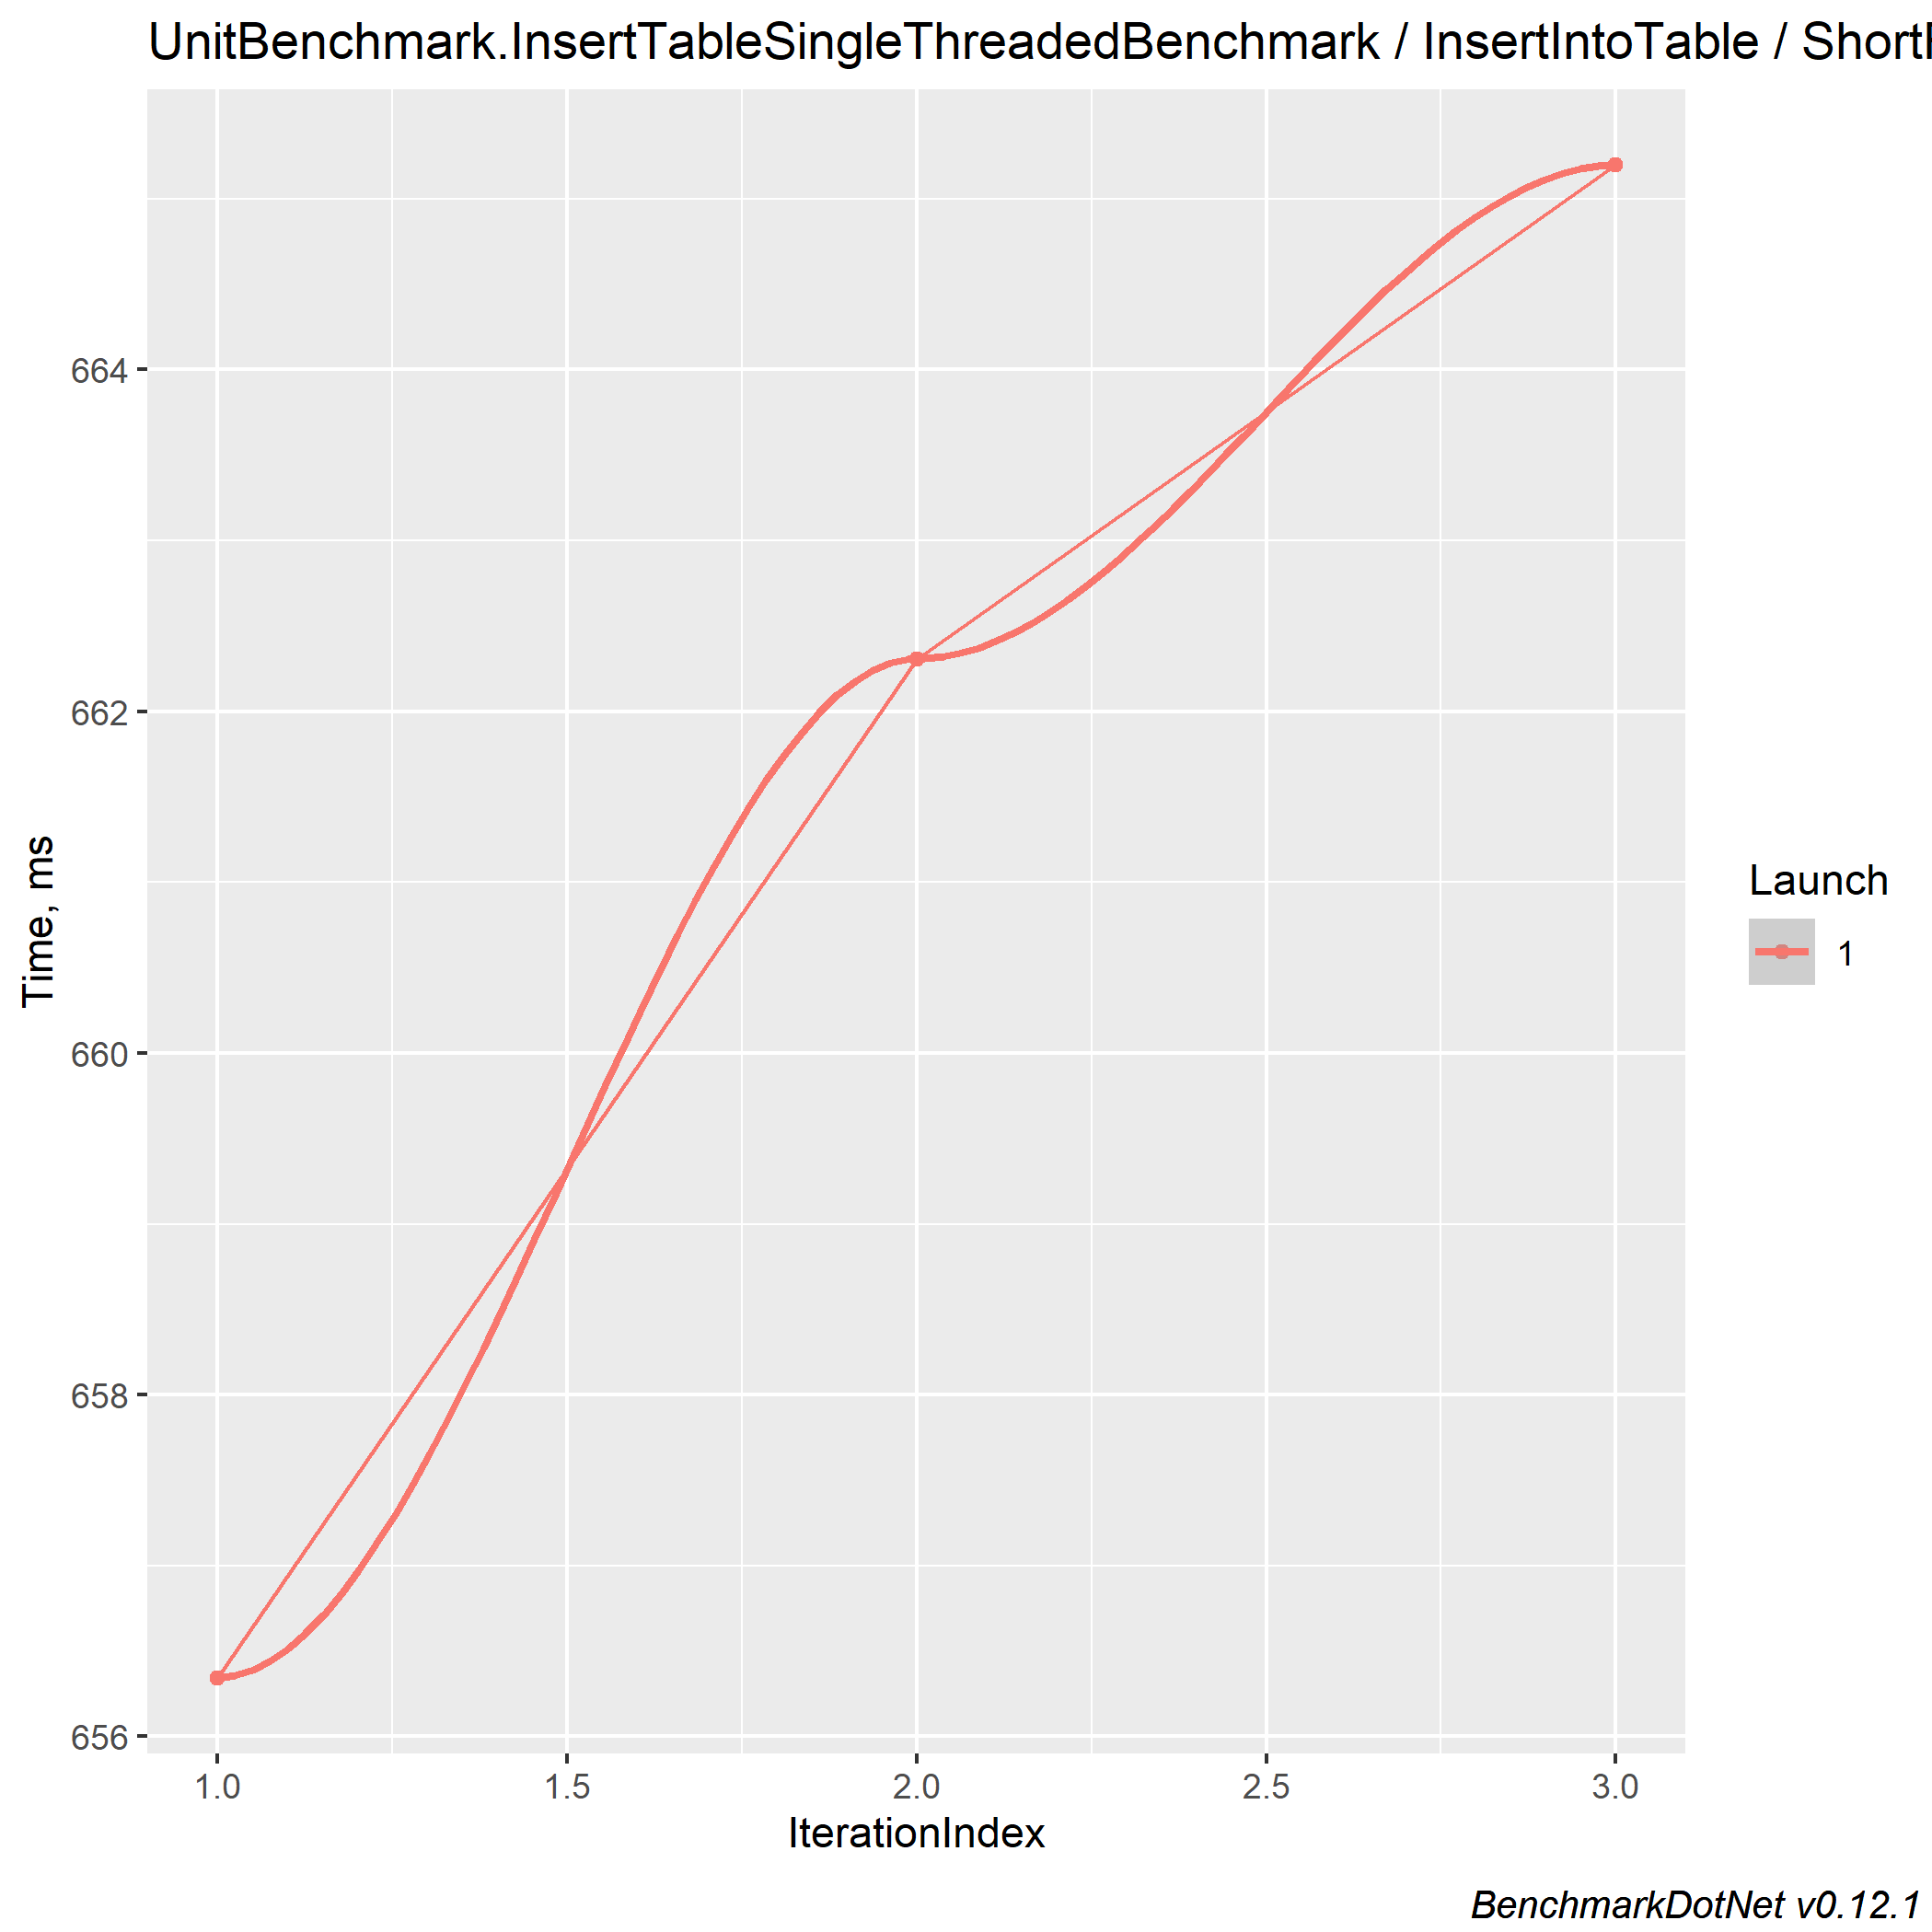 UnitBenchmark.InsertTableSingleThreadedBenchmark / InsertIntoTable /
664
662
660
658
656
Time, ms
1.0 1.5 2.0 2.5 3.0
IterationIndex
Launch
1
BenchmarkDotNet v0.12.1